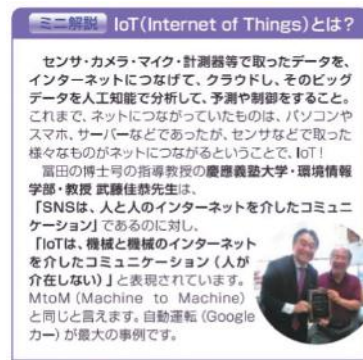 ミニ解説 IoT(Internet of Things)とは?
センサ・カメラ・マイク・計測器等で取ったデータを、
インターネットにつなげて、クラウドし、そのビッグ
データを人工知能で分析して、予測や制御をすること。
これまで、ネットにつながっていたものは、パソコンや
スマホ、サーバーなどであったが、センサなどで取った
様々なものがネットにつながるということで、IoT!
冨田の博士号の指導教授の慶應義塾大学・環境情報
学部・教授 武藤佳恭先生は、
「SNSは、人と人のインターネットを介したコミュニ
ケーション」であるのに対し、
「IoTは、機械と機械のインターネット
を介したコミュニケーション(人が
介在しない)」と表現されています。
MtoM(Machine to Machine)
と同じと言えます。自動運転(Google
カー)が最大の事例です。